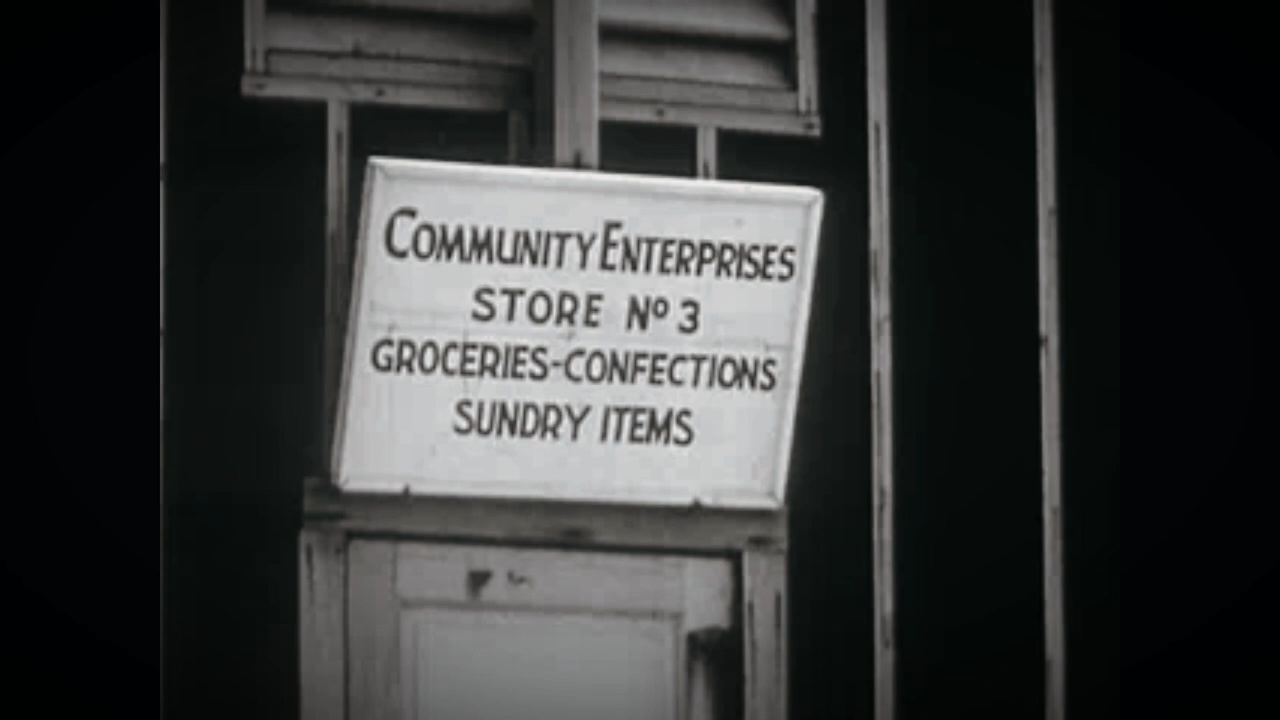 COMMUNITY ENTERPRISES
STORE Nº 3
GROCERIES-CONFECTIONS
SUNDRY ITEMS